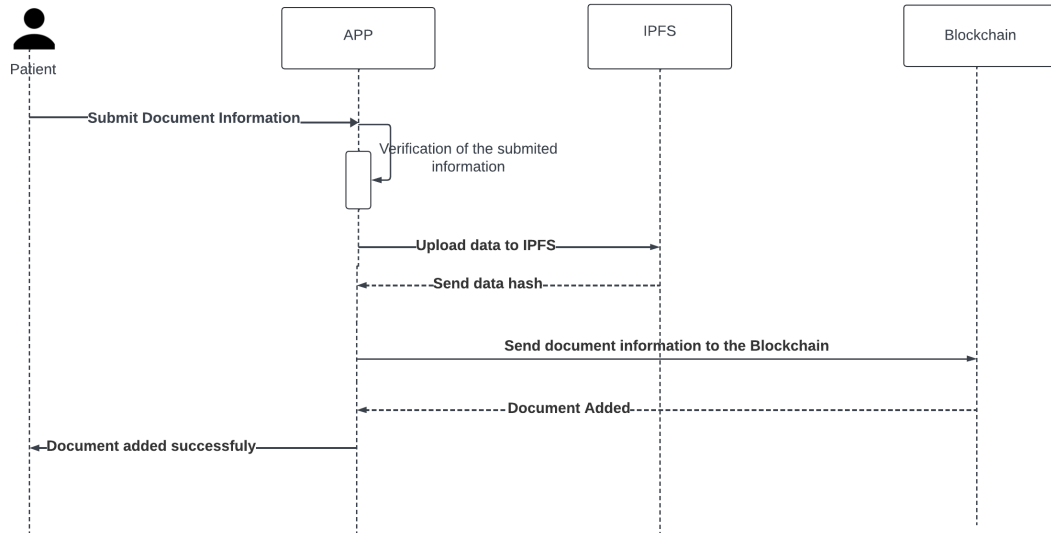 APP
IPFS
Blockchain
Patient
Submit Document Information
Verification of the submited
information
Upload data to IPFS
Send data hash
Send document information to the Blockchain
Document Added
Document added successfuly